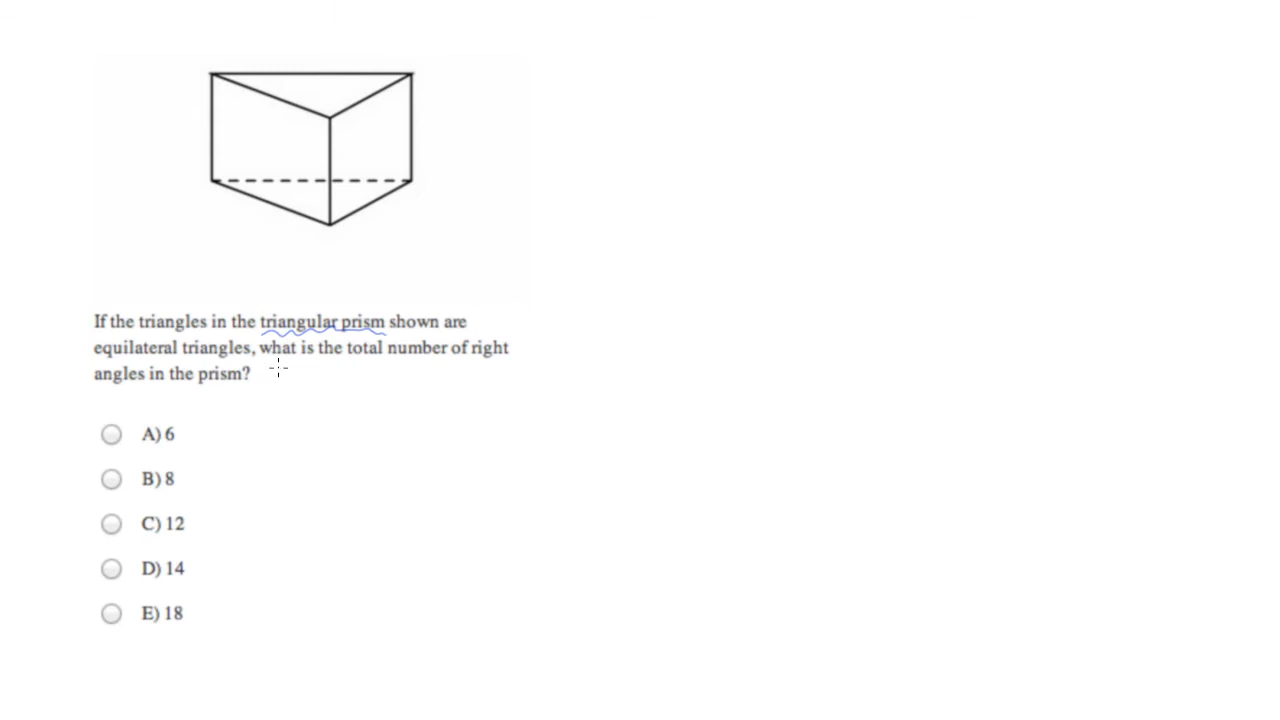 If the triangles in the triangular prism shown are
equilateral triangles, what is the total number of right
angles in the prism?
A) 6
B) 8
C) 12
D) 14
E) 18